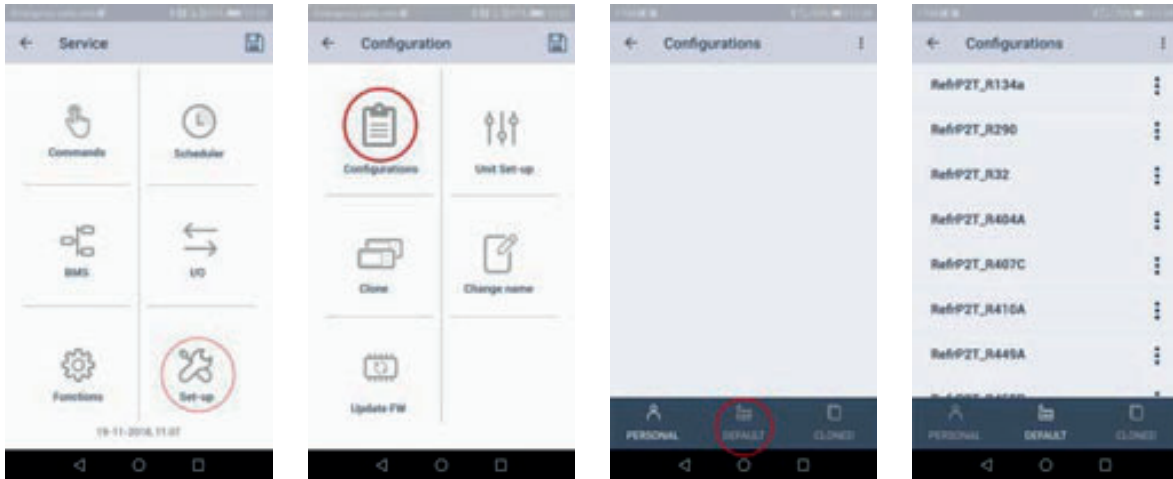 Service
Commands
Scheduler
BMS
I/O
Functions
Set-up
19-11-2018, 11:07
Configuration
Configurations
Unit Set-up
Clone
Change name
Update FW
Configurations
PERSONAL
DEFAULT
CLONED
Configurations
RefrP2T_R134a
RefrP2T_R290
RefrP2T_R32
RefrP2T_R404A
RefrP2T_R407C
RefrP2T_R410A
RefrP2T_R449A
PERSONAL
DEFAULT
CLONED